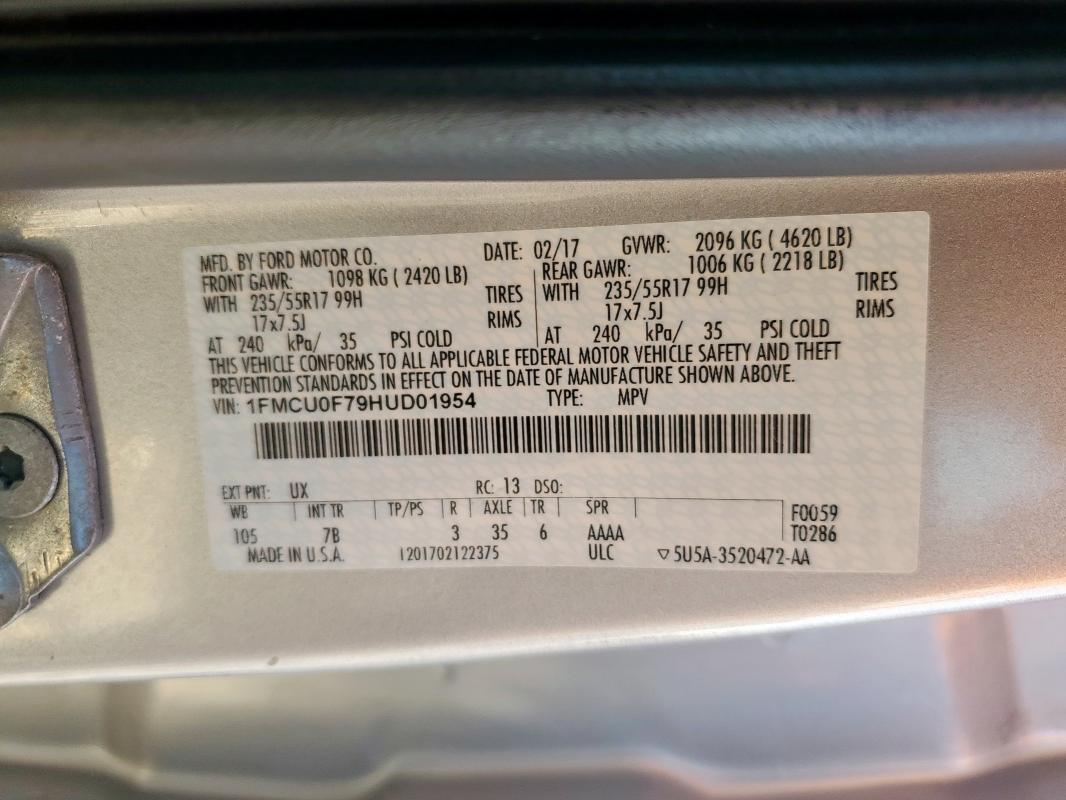 MFD. BY FORD MOTOR CO. DATE: 02/17 GVWR: 2096 KG ( 4620 LB)
FRONT GAWR: 1098 KG ( 2420 LB) REAR GAWR: 1006 KG ( 2218 LB)
WITH 235/55R17 99H TIRES WITH 235/55R17 99H TIRES
17x7.5J RIMS 17x7.5J RIMS
AT 240 kPa/ 35 PSI COLD AT 240 kPa/ 35 PSI COLD
THIS VEHICLE CONFORMS TO ALL APPLICABLE FEDERAL MOTOR VEHICLE SAFETY AND THEFT
PREVENTION STANDARDS IN EFFECT ON THE DATE OF MANUFACTURE SHOWN ABOVE.
VIN: 1FMCU0F79HUD01954 TYPE: MPV
EXT PNT: UX RC: 13 DSO:
WB INT TR TP/PS R AXLE TR SPR F0059
105 7B 3 35 6 AAAA T0286
MADE IN U.S.A. I201702122375 ULC ▽5U5A-3520472-AA